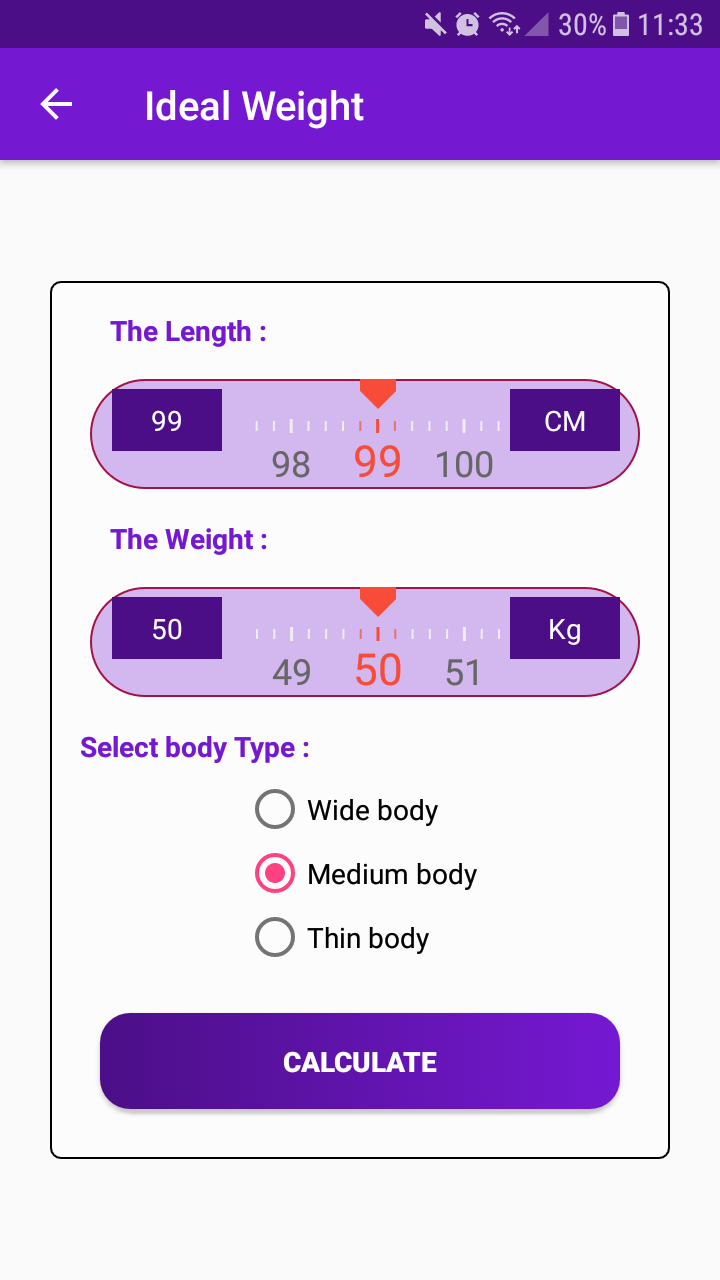 30% 11:33
Ideal Weight
The Length :
99 CM
98 99 100
The Weight :
50 Kg
49 50 51
Select body Type :
Wide body
Medium body
Thin body
CALCULATE